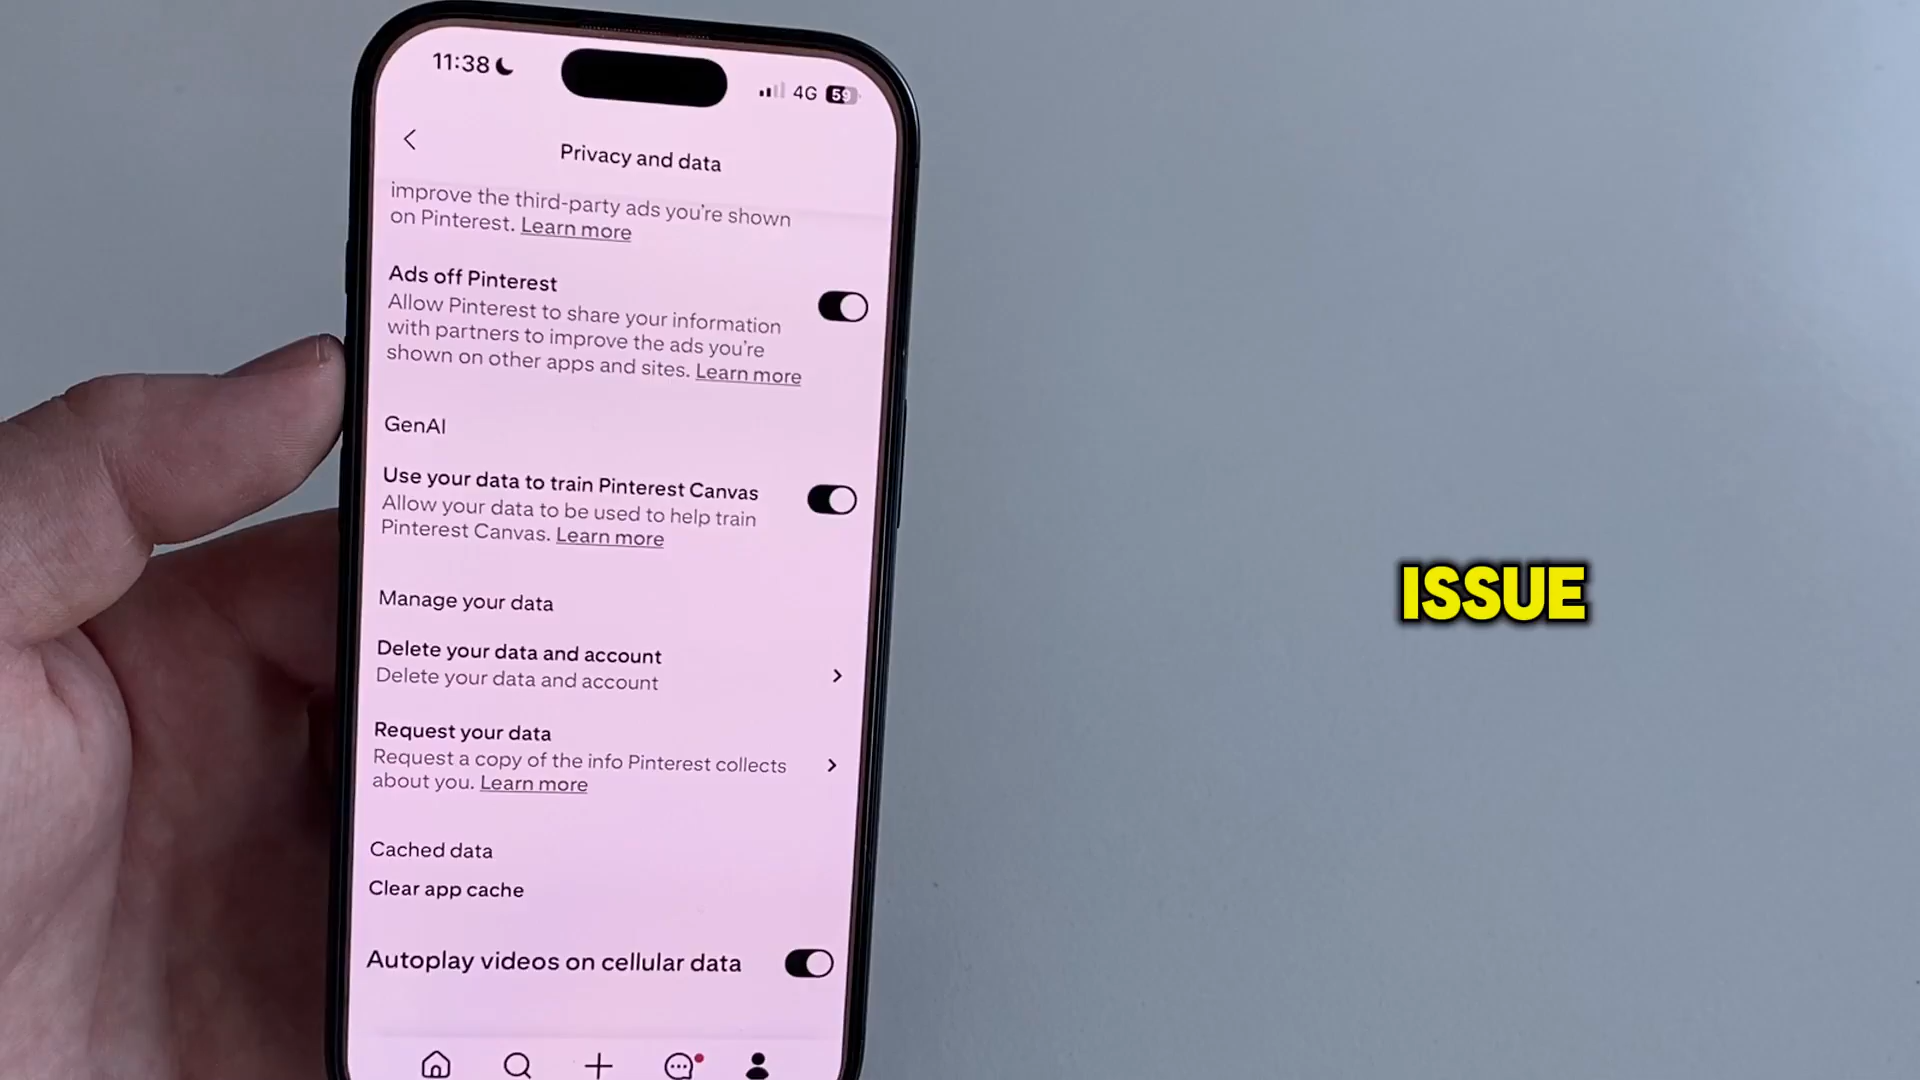 11:38
4G 59
Privacy and data
improve the third-party ads you're shown
on Pinterest. Learn more
Ads off Pinterest
Allow Pinterest to share your information
with partners to improve the ads you're
shown on other apps and sites. Learn more
GenAI
Use your data to train Pinterest Canvas
Allow your data to be used to help train
Pinterest Canvas. Learn more
Manage your data
Delete your data and account
Delete your data and account
Request your data
Request a copy of the info Pinterest collects
about you. Learn more
Cached data
Clear app cache
Autoplay videos on cellular data
ISSUE